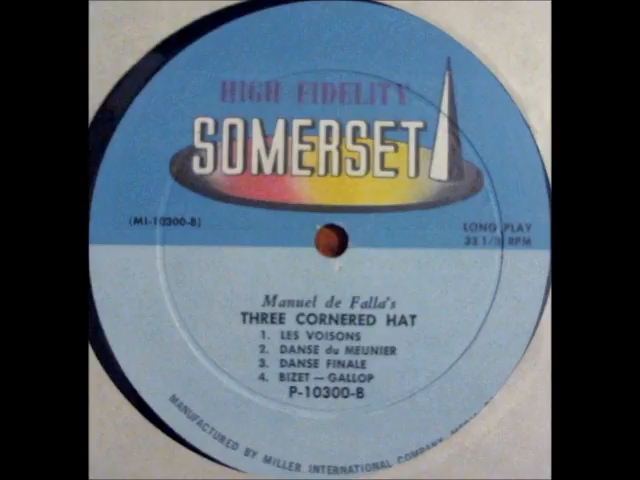 HIGH FIDELITY
SOMERSET
(MI-10300-B)
LONG PLAY
33 1/3 RPM
Manuel de Falla's
THREE CORNERED HAT
1. LES VOISONS
2. DANSE du MEUNIER
3. DANSE FINALE
4. BIZET — GALLOP
P-10300-B
MANUFACTURED BY MILLER INTERNATIONAL COMPANY,